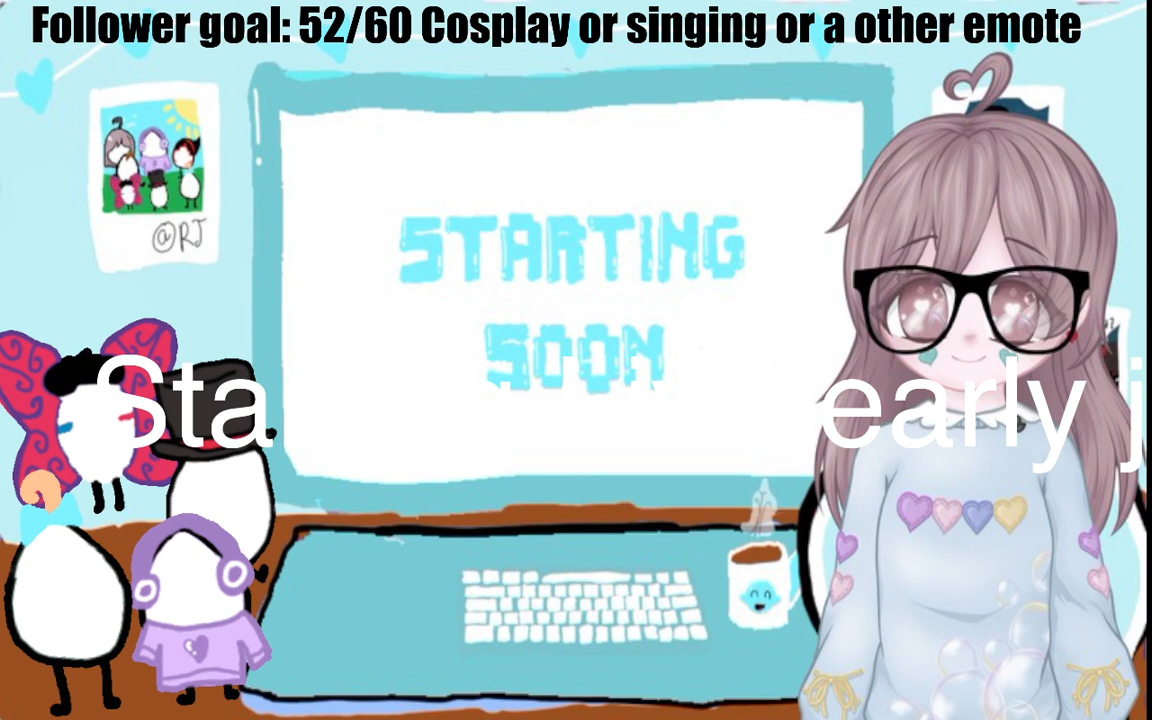 Follower goal: 52/60 Cosplay or singing or a other emote
@RJ
STARTING
SOON
Sta early j